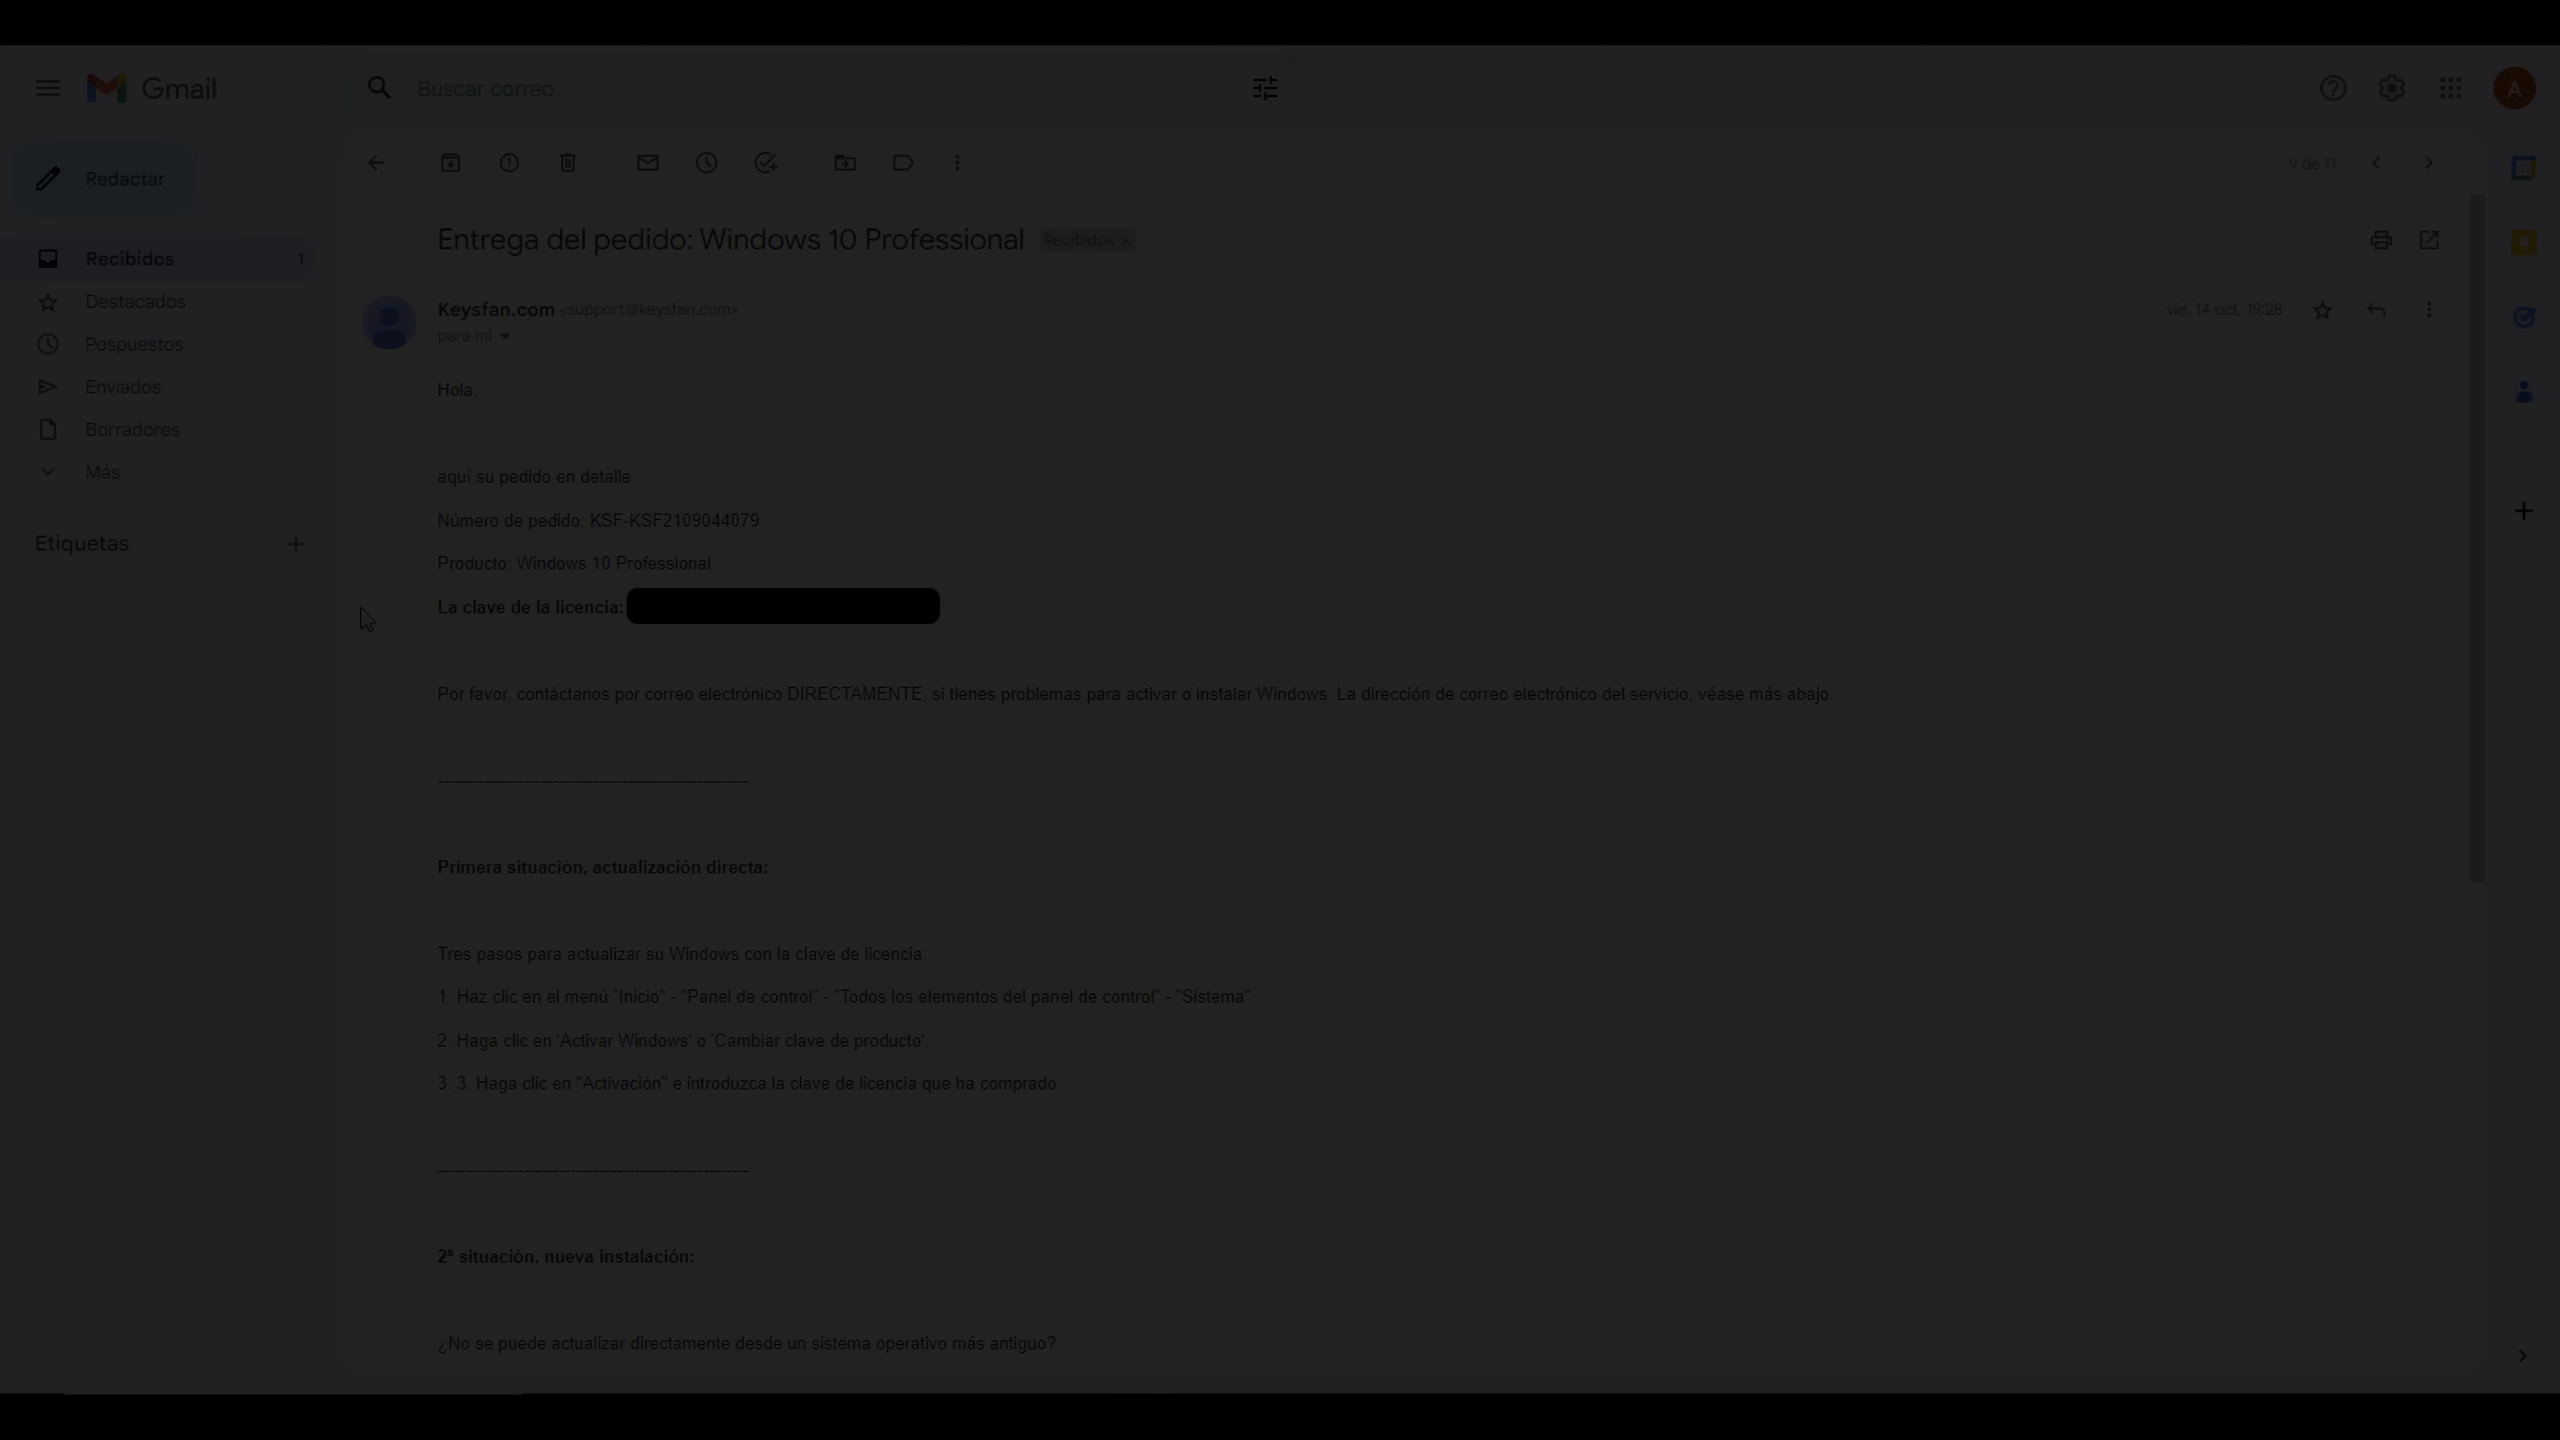 Gmail
Buscar correo
A
Redactar
9 de 11
Entrega del pedido: Windows 10 Professional
Recibidos ×
Recibidos 1
Destacados
Pospuestos
Enviados
Borradores
Más
Etiquetas
Keysfan.com <support@keysfan.com>
vie, 14 oct, 19:28
para mí
Hola,
aquí su pedido en detalle:
Número de pedido: KSF-KSF2109044079
Producto: Windows 10 Professional
La clave de la licencia:
Por favor, contáctanos por correo electrónico DIRECTAMENTE, si tienes problemas para activar o instalar Windows. La dirección de correo electrónico del servicio, véase más abajo.
------------------------------------------------------
Primera situación, actualización directa:
Tres pasos para actualizar su Windows con la clave de licencia:
1. Haz clic en el menú "Inicio" - "Panel de control" - "Todos los elementos del panel de control" - "Sistema".
2. Haga clic en 'Activar Windows' o 'Cambiar clave de producto'.
3. 3. Haga clic en "Activación" e introduzca la clave de licencia que ha comprado.
------------------------------------------------------
2ª situación, nueva instalación:
¿No se puede actualizar directamente desde un sistema operativo más antiguo?